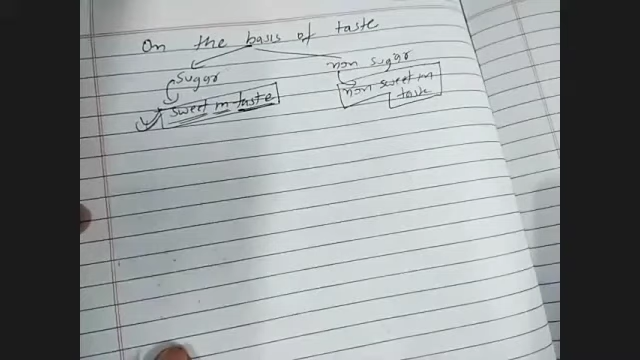 On the basis of taste
sugar
non sugar
sweet in taste
non sweet in
taste